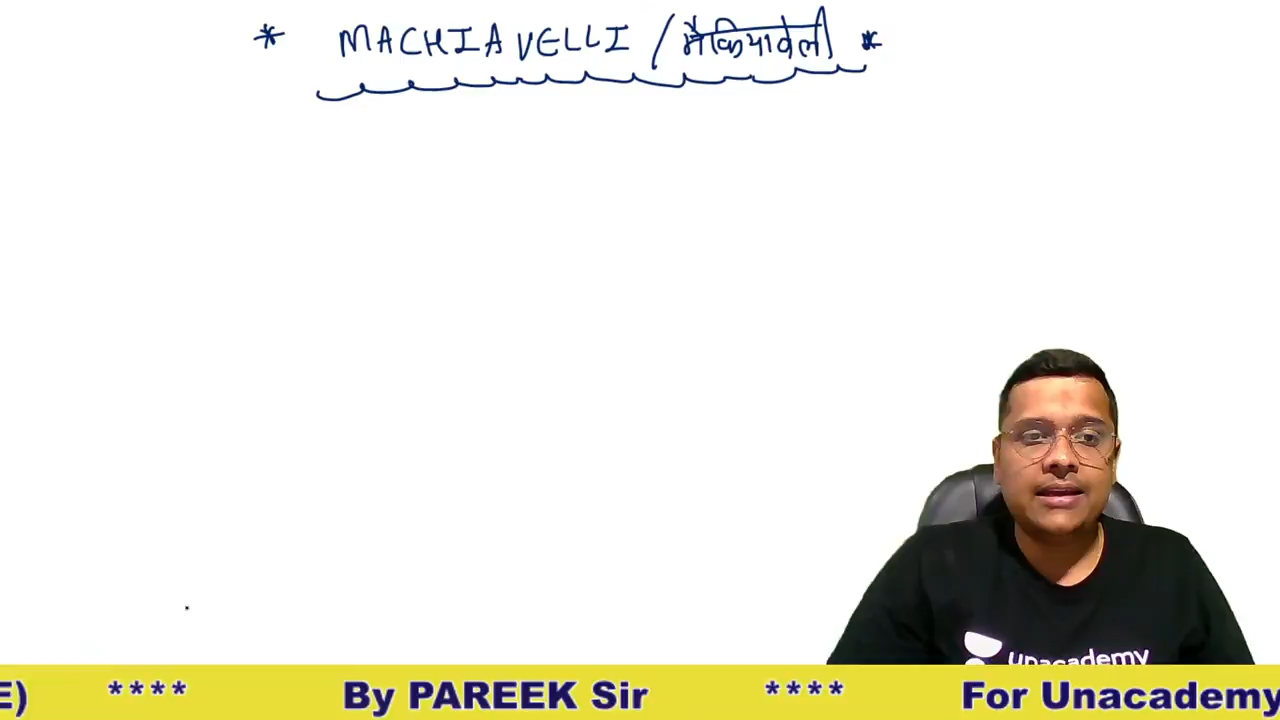 * MACHIAVELLI / मैकियावेली *
unacademy
E) **** By PAREEK Sir **** For Unacademy